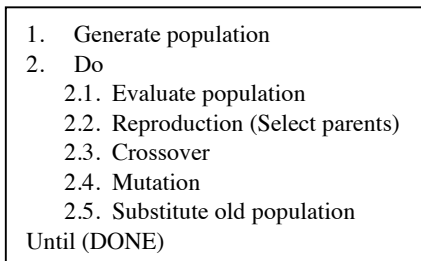 1. Generate population
2. Do
2.1. Evaluate population
2.2. Reproduction (Select parents)
2.3. Crossover
2.4. Mutation
2.5. Substitute old population
Until (DONE)